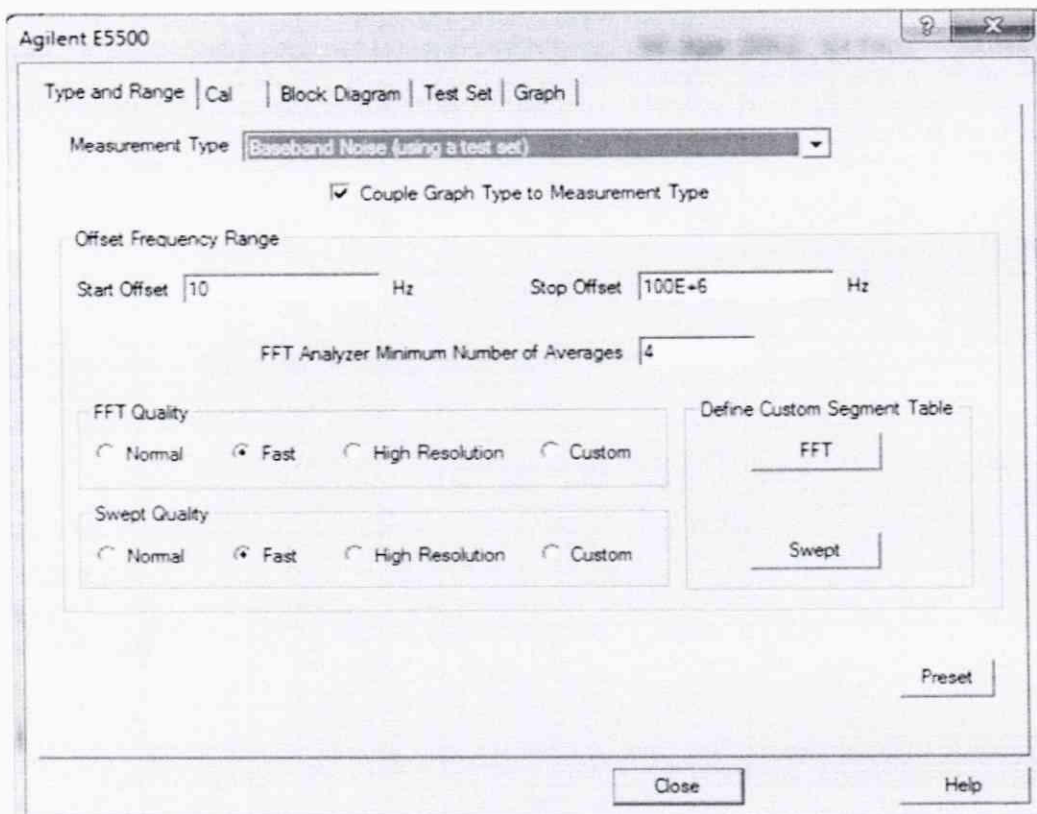 Agilent E5500
?
Type and Range
Cal
Block Diagram
Test Set
Graph
Measurement Type
Baseband Noise (using a test set)
Couple Graph Type to Measurement Type
Offset Frequency Range
Start Offset 10 Hz
Stop Offset 100E+6 Hz
FFT Analyzer Minimum Number of Averages 4
FFT Quality
Normal
Fast
High Resolution
Custom
Define Custom Segment Table
FFT
Swept Quality
Normal
Fast
High Resolution
Custom
Swept
Preset
Close
Help